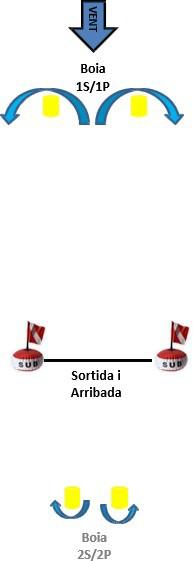 VENT
Boia
1S/1P
SUB
SUB
Sortida i
Arribada
Boia
2S/2P